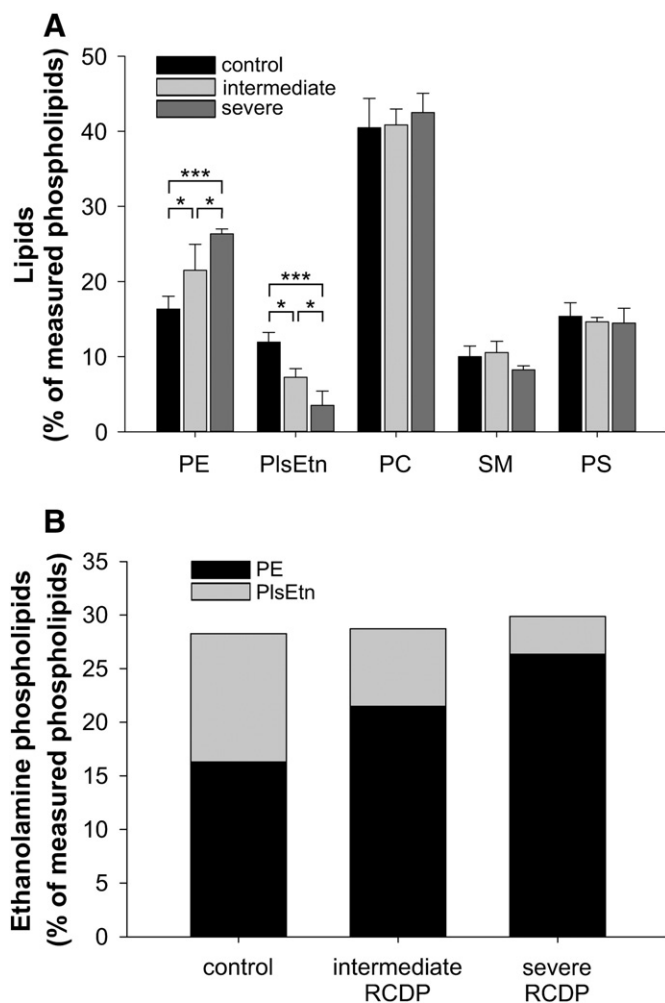 A
Lipids
(% of measured phospholipids)
50
40
30
20
10
0
control
intermediate
severe
***
* *
***
* *
PE PlsEtn PC SM PS
B
Ethanolamine phospholipids
(% of measured phospholipids)
35
30
25
20
15
10
5
0
PE
PlsEtn
control intermediate severe
RCDP RCDP